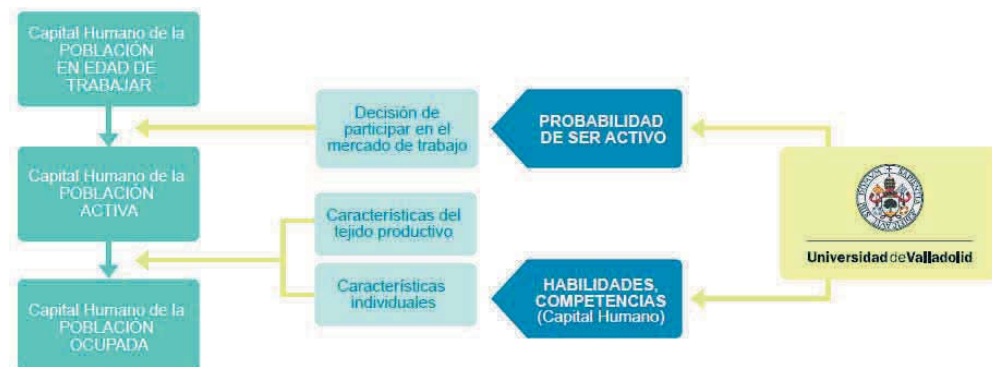 Capital Humano de la
POBLACIÓN
EN EDAD DE
TRABAJAR
Decisión de
participar en el
mercado de trabajo
PROBABILIDAD
DE SER ACTIVO
Capital Humano de la
POBLACIÓN
ACTIVA
Características del
tejido productivo
Universidad de Valladolid
Características
individuales
HABILIDADES,
COMPETENCIAS
(Capital Humano)
Capital Humano de la
POBLACIÓN
OCUPADA